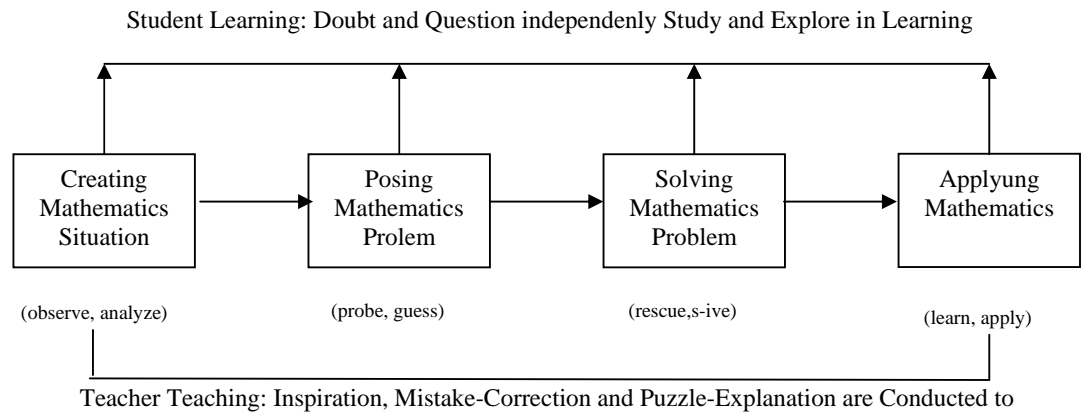 Student Learning: Doubt and Question independenly Study and Explore in Learning
Creating
Mathematics
Situation
Posing
Mathematics
Prolem
Solving
Mathematics
Problem
Applyung
Mathematics
(observe, analyze)
(probe, guess)
(rescue,s-ive)
(learn, apply)
Teacher Teaching: Inspiration, Mistake-Correction and Puzzle-Explanation are Conducted to